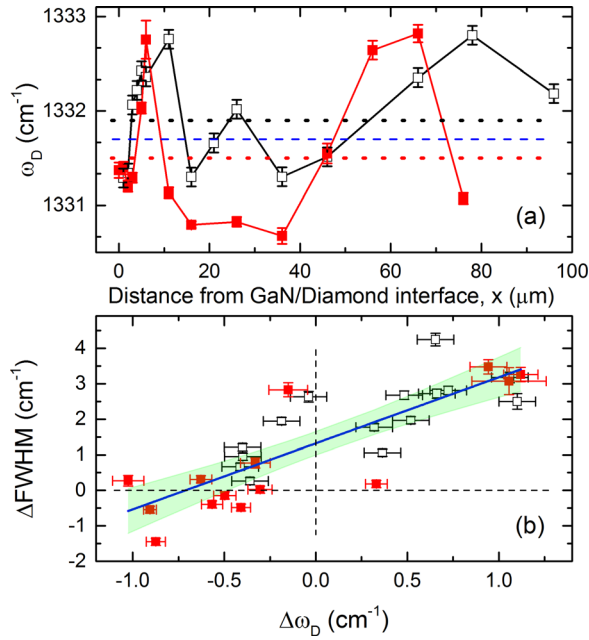 1333
1332
1331
ω_D (cm⁻¹)
(a)
0 20 40 60 80 100
Distance from GaN/Diamond interface, x (μm)
4
3
2
1
0
-1
-2
ΔFWHM (cm⁻¹)
(b)
-1.0 -0.5 0.0 0.5 1.0
Δω_D (cm⁻¹)